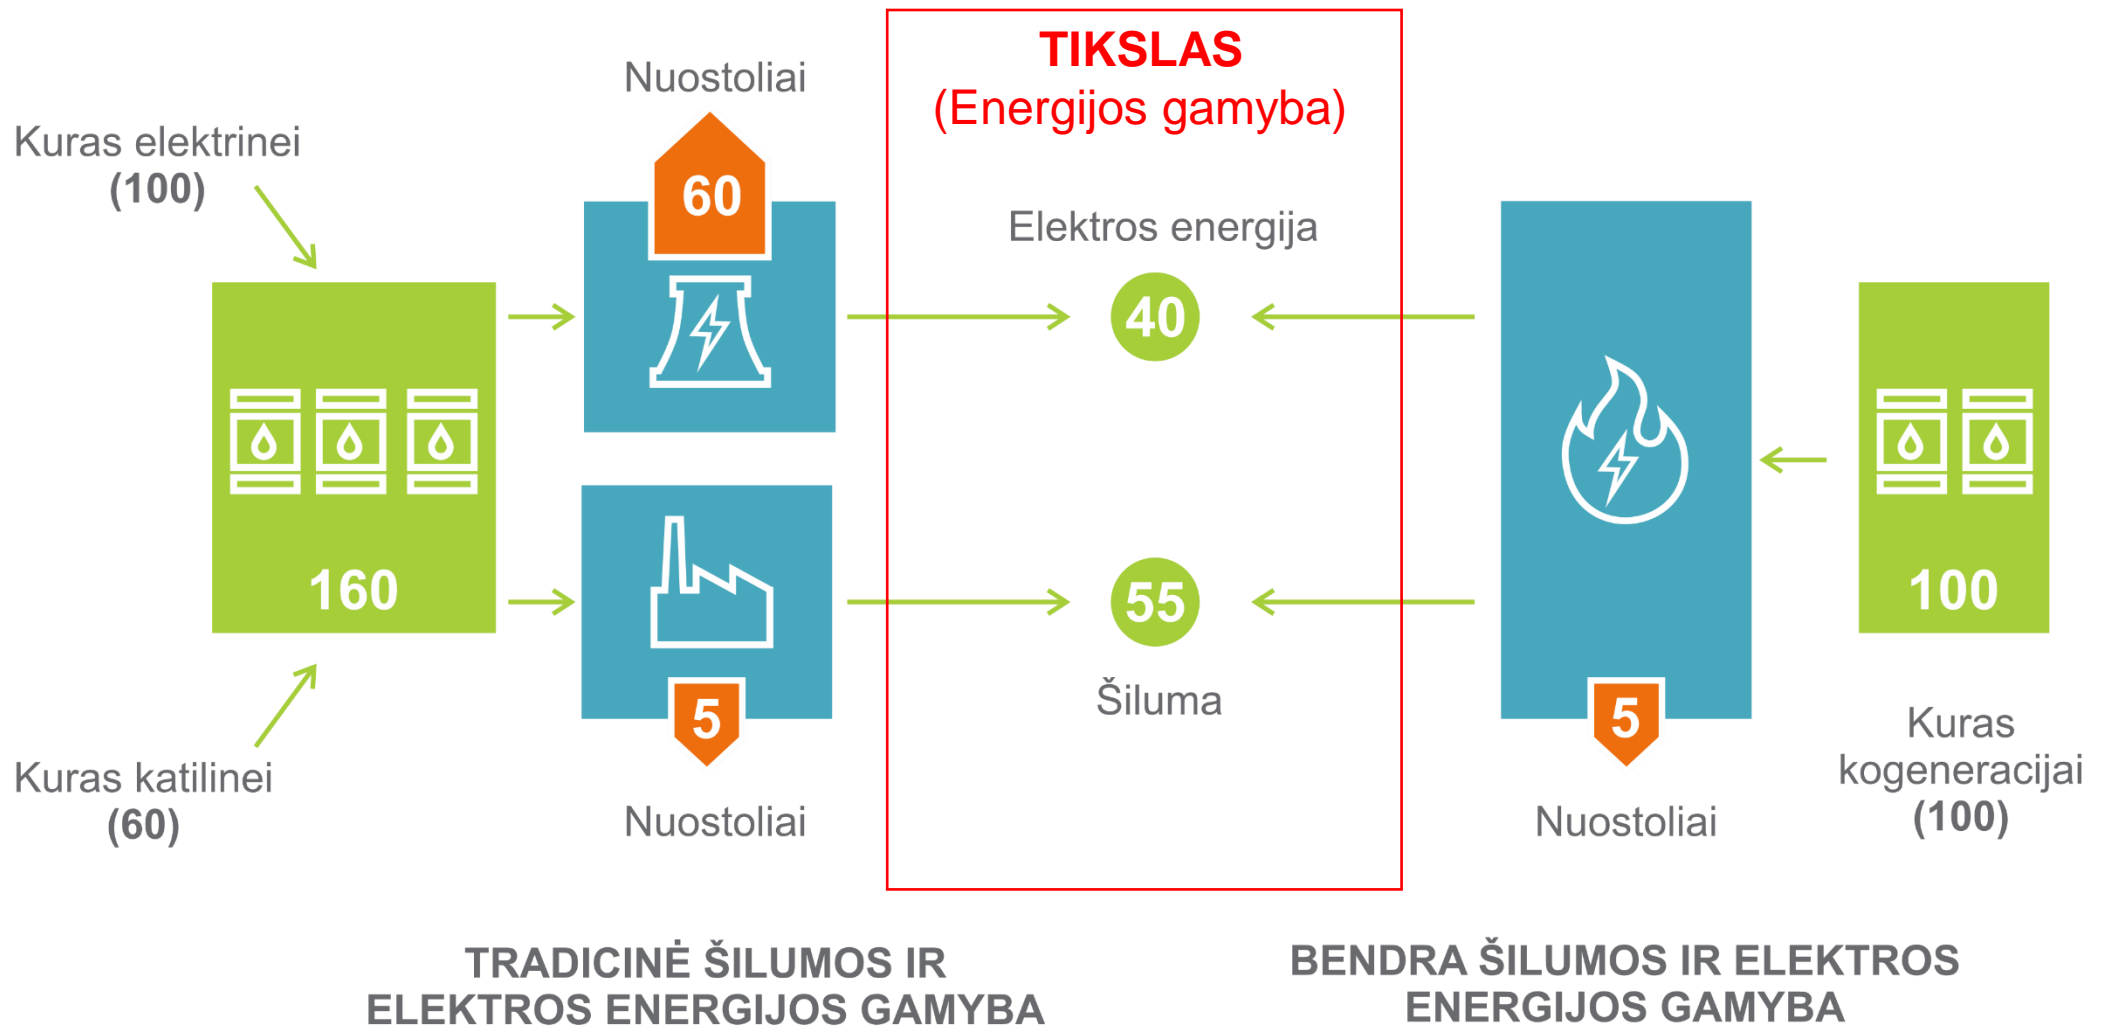 TIKSLAS
(Energijos gamyba)
Nuostoliai
Kuras elektrinei
(100)
60
Elektros energija
40
160
55
100
Šiluma
5
5
Kuras katilinei
(60)
Nuostoliai
Nuostoliai
Kuras
kogeneracijai
(100)
TRADICINĖ ŠILUMOS IR
ELEKTROS ENERGIJOS GAMYBA
BENDRA ŠILUMOS IR ELEKTROS
ENERGIJOS GAMYBA